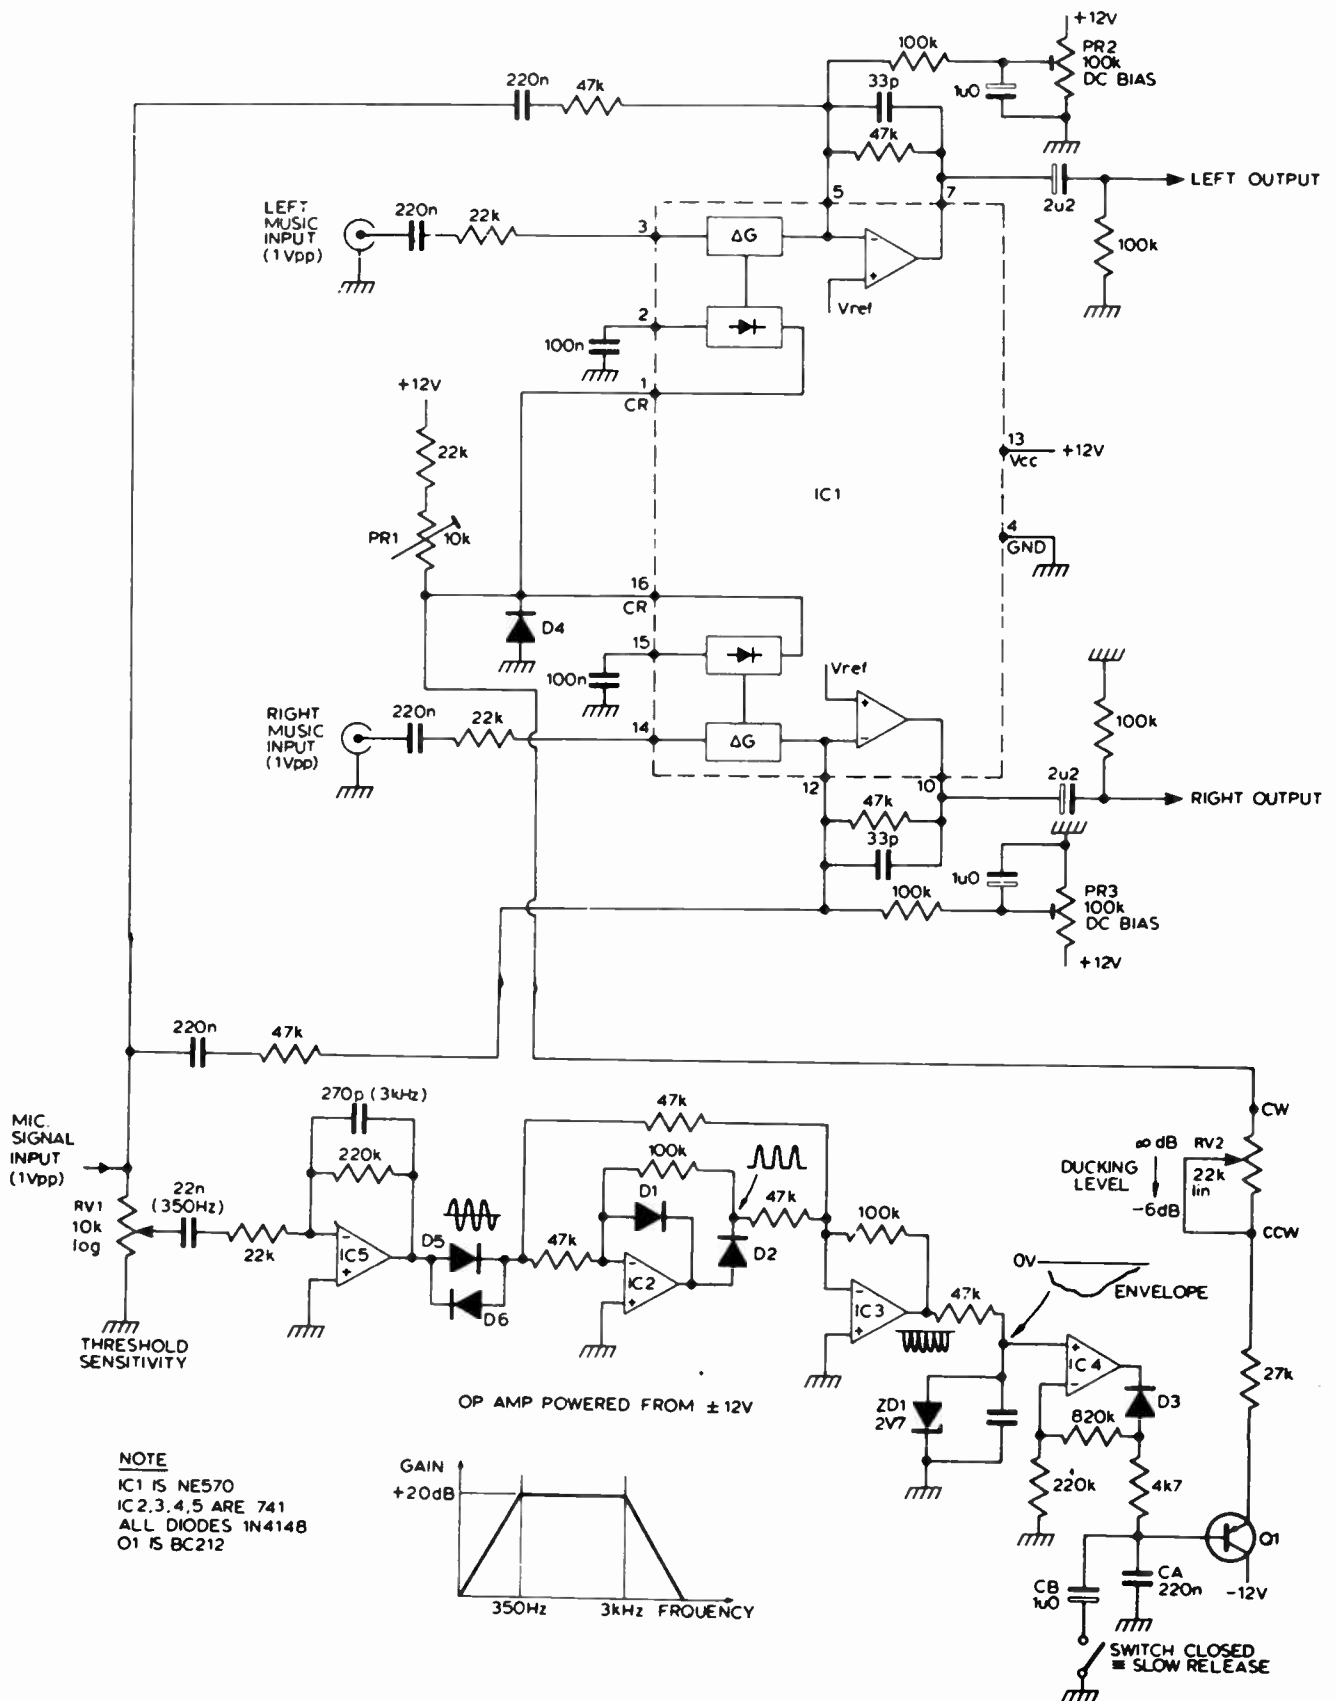 +12V
PR2
100k
DC BIAS
100k
1u0
33p
47k
220n
47k
5
7
2u2
LEFT OUTPUT
100k
LEFT
MUSIC
INPUT
(1Vpp)
220n
22k
3
ΔG
-
+
Vref
2
100n
1
CR
+12V
22k
PR1
10k
13
Vcc
+12V
IC1
4
GND
16
CR
D4
15
100n
Vref
+
-
RIGHT
MUSIC
INPUT
(1Vpp)
220n
22k
14
ΔG
12
10
100k
2u2
RIGHT OUTPUT
47k
33p
100k
1u0
PR3
100k
DC BIAS
+12V
220n
47k
MIC.
SIGNAL
INPUT
(1Vpp)
RV1
10k
log
THRESHOLD
SENSITIVITY
22n
(350Hz)
22k
270p (3kHz)
220k
-
+
IC5
D5
D6
47k
47k
100k
D1
-
+
IC2
D2
47k
100k
-
+
IC3
47k
0V
ENVELOPE
ZD1
2V7
+
-
IC4
D3
820k
220k
4k7
CW
∞ dB
RV2
22k
lin
DUCKING
LEVEL
-6dB
CCW
27k
Q1
-12V
CA
220n
CB
1u0
SWITCH CLOSED
≡ SLOW RELEASE
OP AMP POWERED FROM ± 12V
NOTE
IC1 IS NE570
IC2,3,4,5 ARE 741
ALL DIODES 1N4148
O1 IS BC212
GAIN
+20dB
350Hz
3kHz
FROUENCY